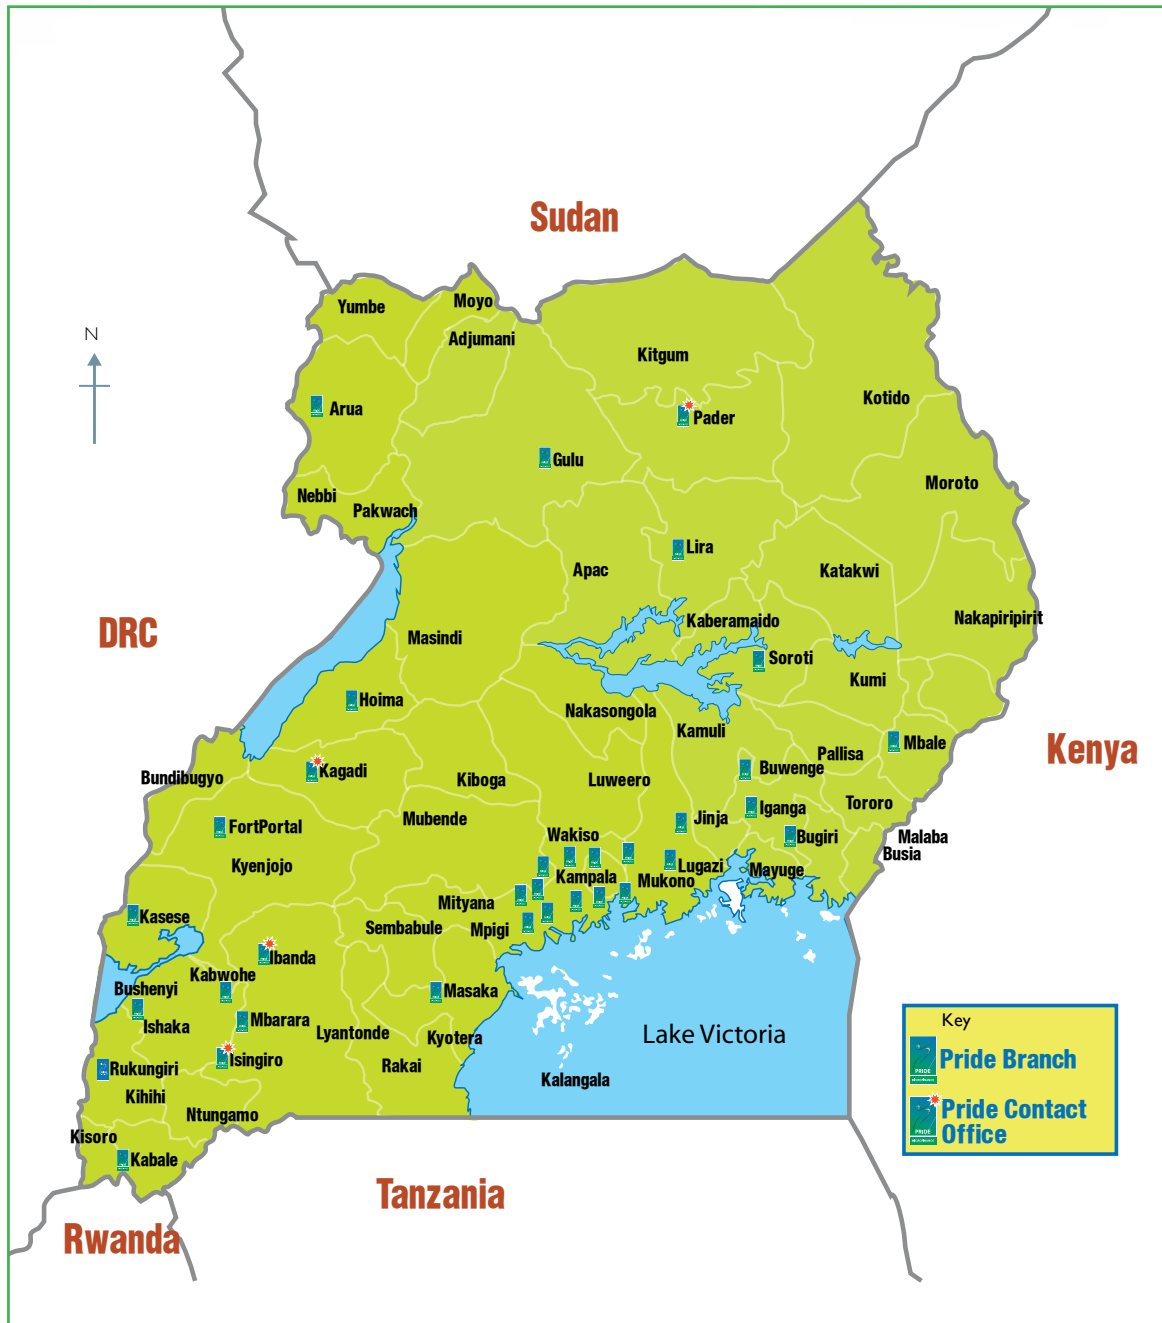 Sudan
Yumbe
Moyo
Adjumani
N
Kitgum
Kotido
Arua
Pader
Gulu
Nebbi
Pakwach
Moroto
Lira
Apac
Katakwi
DRC
Masindi
Kaberamaido
Nakapiripirit
Soroti
Kumi
Hoima
Nakasongola
Kamuli
Mbale
Kenya
Pallisa
Bundibugyo
Kagadi
Kiboga
Luweero
Buwenge
Iganga
Tororo
FortPortal
Mubende
Jinja
Wakiso
Bugiri
Malaba
Busia
Kyenjojo
Kampala
Lugazi
Mukono
Mayuge
Mityana
Kasese
Sembabule
Mpigi
Ibanda
Kabwohe
Bushenyi
Masaka
Ishaka
Mbarara
Lyantonde
Kyotera
Lake Victoria
Isingiro
Rukungiri
Rakai
Kalangala
Kihihi
Ntungamo
Kisoro
Kabale
Tanzania
Rwanda
Key
Pride Branch
PRIDE
microfinance
Pride Contact
Office
PRIDE
microfinance